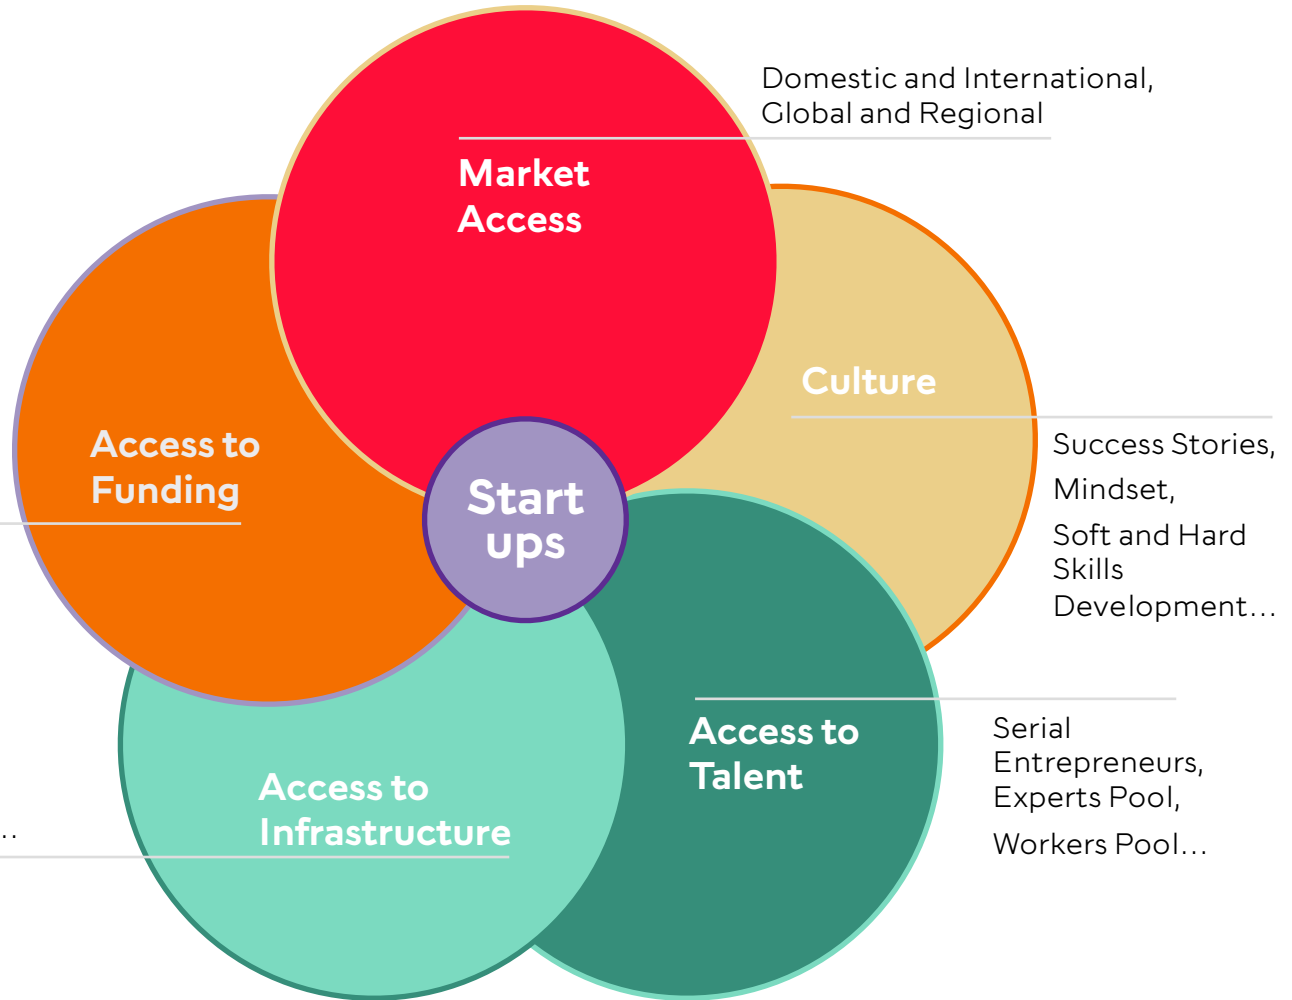 Domestic and International,
Global and Regional
Market
Access
Culture
Success Stories,
Mindset,
Soft and Hard
Skills
Development...
Access to
Funding
Start
ups
Access to
Talent
Serial
Entrepreneurs,
Experts Pool,
Workers Pool...
Access to
Infrastructure
..